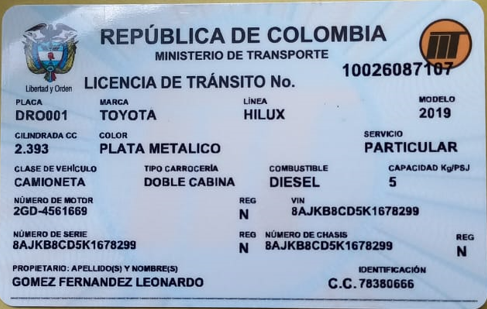 REPÚBLICA DE COLOMBIA
MINISTERIO DE TRANSPORTE
Libertad y Orden
LICENCIA DE TRÁNSITO No. 10026087107
PLACA MARCA LÍNEA MODELO
DRO001 TOYOTA HILUX 2019
CILINDRADA CC COLOR SERVICIO
2.393 PLATA METALICO PARTICULAR
CLASE DE VEHÍCULO TIPO CARROCERÍA COMBUSTIBLE CAPACIDAD Kg/PSJ
CAMIONETA DOBLE CABINA DIESEL 5
NÚMERO DE MOTOR REG VIN
2GD-4561669 N 8AJKB8CD5K1678299
NÚMERO DE SERIE REG NÚMERO DE CHASIS REG
8AJKB8CD5K1678299 N 8AJKB8CD5K1678299 N
PROPIETARIO: APELLIDO(S) Y NOMBRE(S) IDENTIFICACIÓN
GOMEZ FERNANDEZ LEONARDO C.C. 78380666